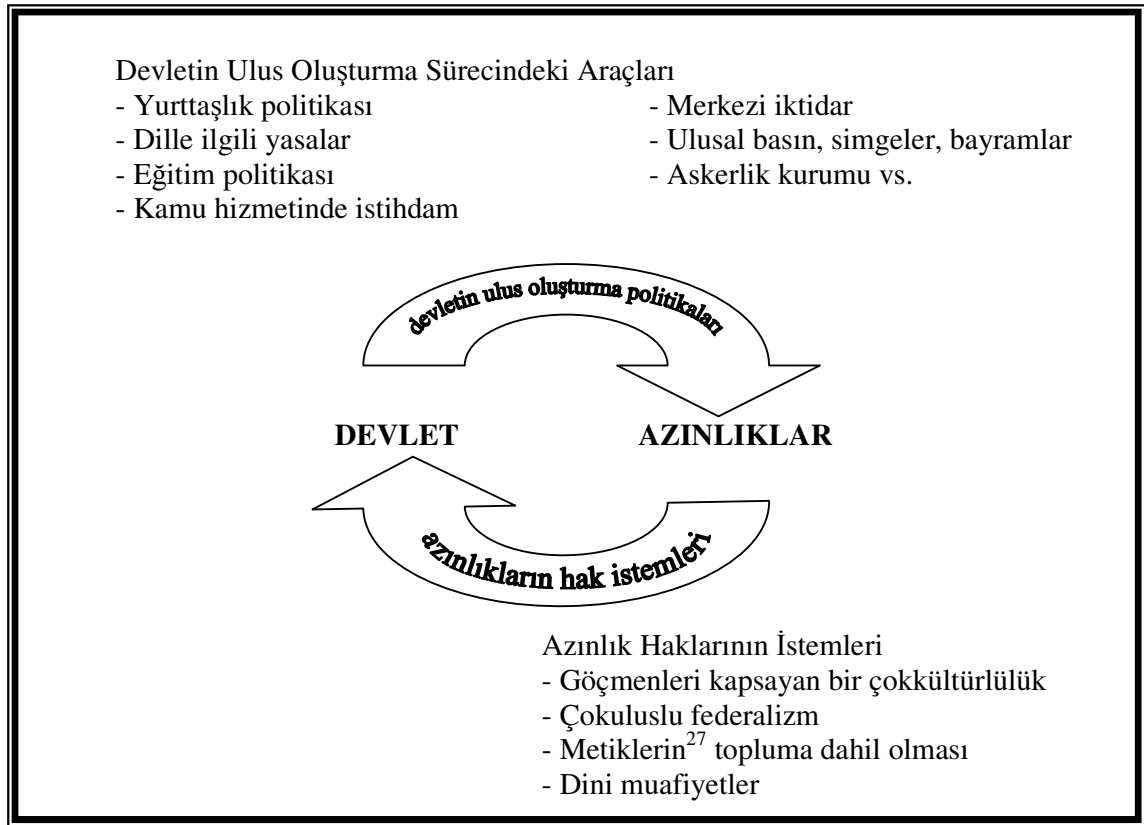 Devletin Ulus Oluşturma Sürecindeki Araçları
- Yurttaşlık politikası
- Dille ilgili yasalar
- Eğitim politikası
- Kamu hizmetinde istihdam
- Merkezi iktidar
- Ulusal basın, simgeler, bayramlar
- Askerlik kurumu vs.
devletin ulus oluşturma politikaları
DEVLET
AZINLIKLAR
azınlıkların hak istemleri
Azınlık Haklarının İstemleri
- Göçmenleri kapsayan bir çokkültürlülük
- Çokuluslu federalizm
- Metiklerin27 topluma dahil olması
- Dini muafiyetler